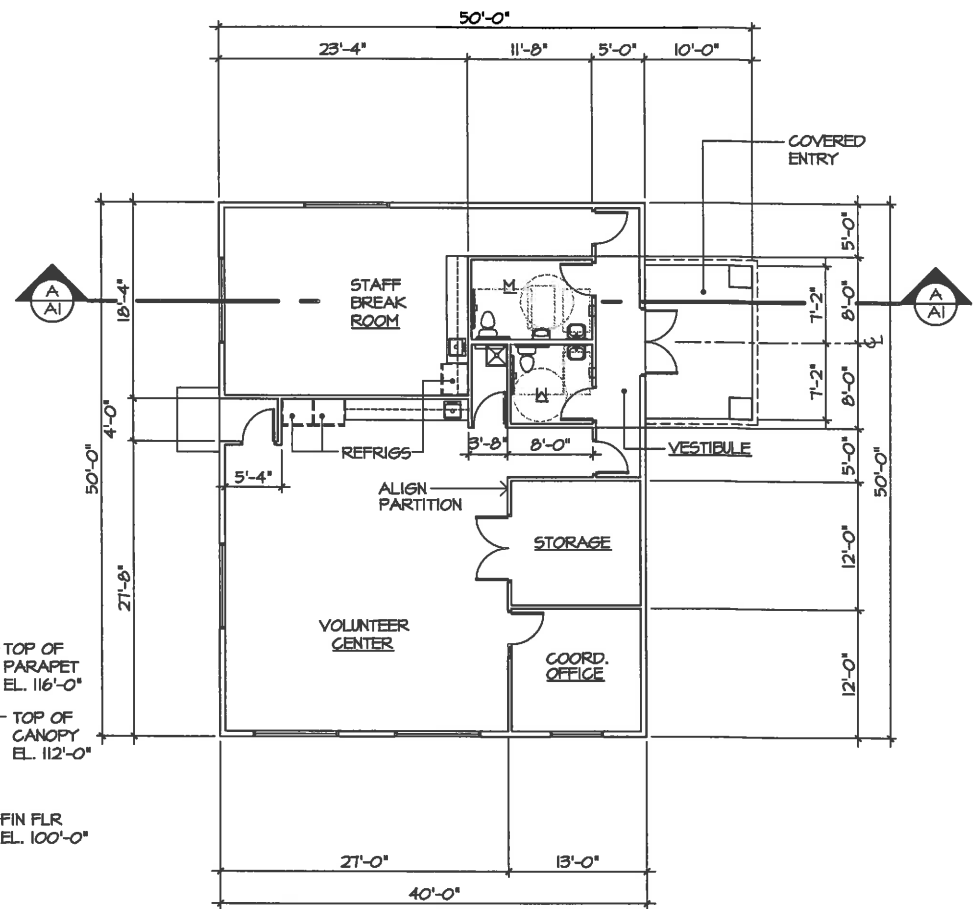 50'-0"
23'-4"
11'-8"
5'-0"
10'-0"
COVERED
ENTRY
A
A1
18'-4"
4'-0"
50'-0"
27'-8"
STAFF
BREAK
ROOM
M
W
5'-0"
7'-2"
8'-0"
7'-2"
8'-0"
5'-0"
50'-0"
12'-0"
12'-0"
A
A1
℄
REFRIGS
3'-8"
8'-0"
VESTIBULE
5'-4"
ALIGN
PARTITION
STORAGE
VOLUNTEER
CENTER
COORD.
OFFICE
TOP OF
PARAPET
EL. 116'-0"
TOP OF
CANOPY
EL. 112'-0"
FIN FLR
EL. 100'-0"
27'-0"
13'-0"
40'-0"